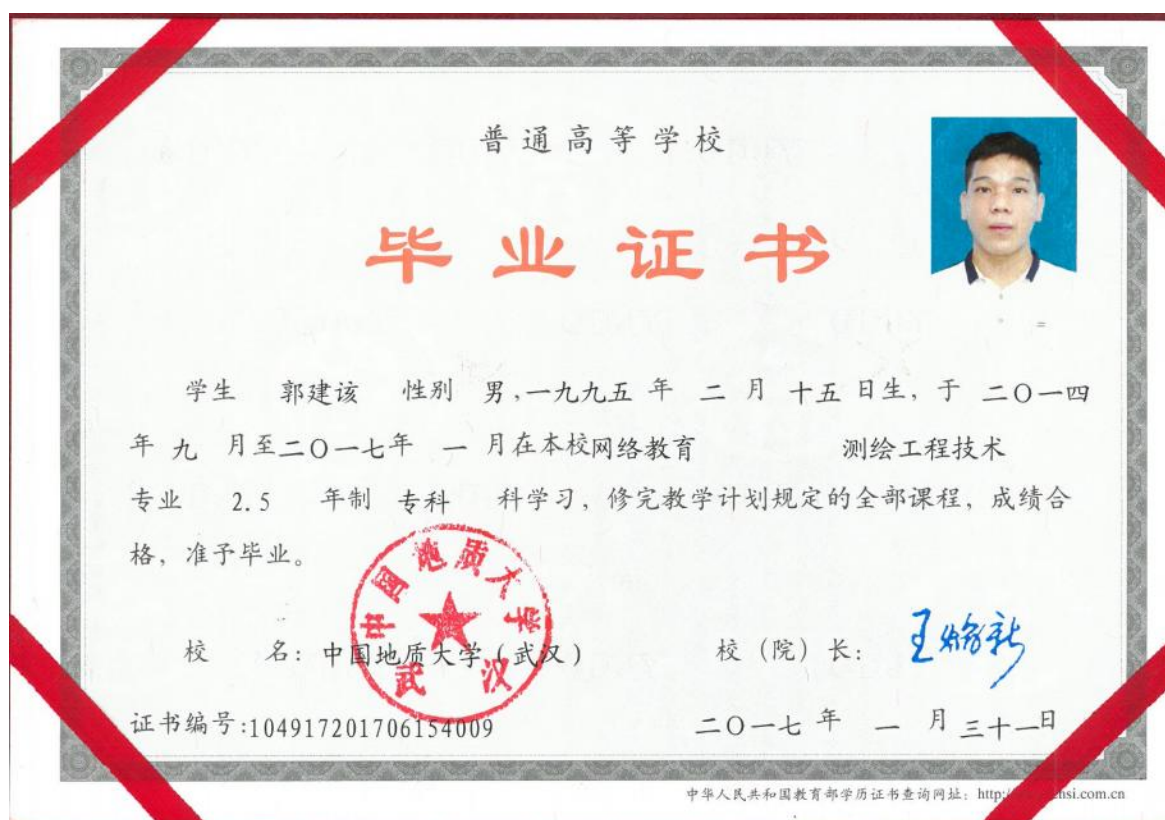 普通高等学校
毕业证书
学生 郭建该 性别 男,一九九五 年 二 月 十五 日生, 于 二〇一四
年 九 月至二〇一七年 一 月在本校网络教育 测绘工程技术
专业 2.5 年制 专科 科学习, 修完教学计划规定的全部课程, 成绩合
格, 准予毕业。
中国地质大学
武汉
校 名: 中国地质大学(武汉) 校(院)长: 王焰新
证书编号:104917201706154009 二〇一七 年 一 月 三十一日
中华人民共和国教育部学历证书查询网址: http:// hsi.com.cn